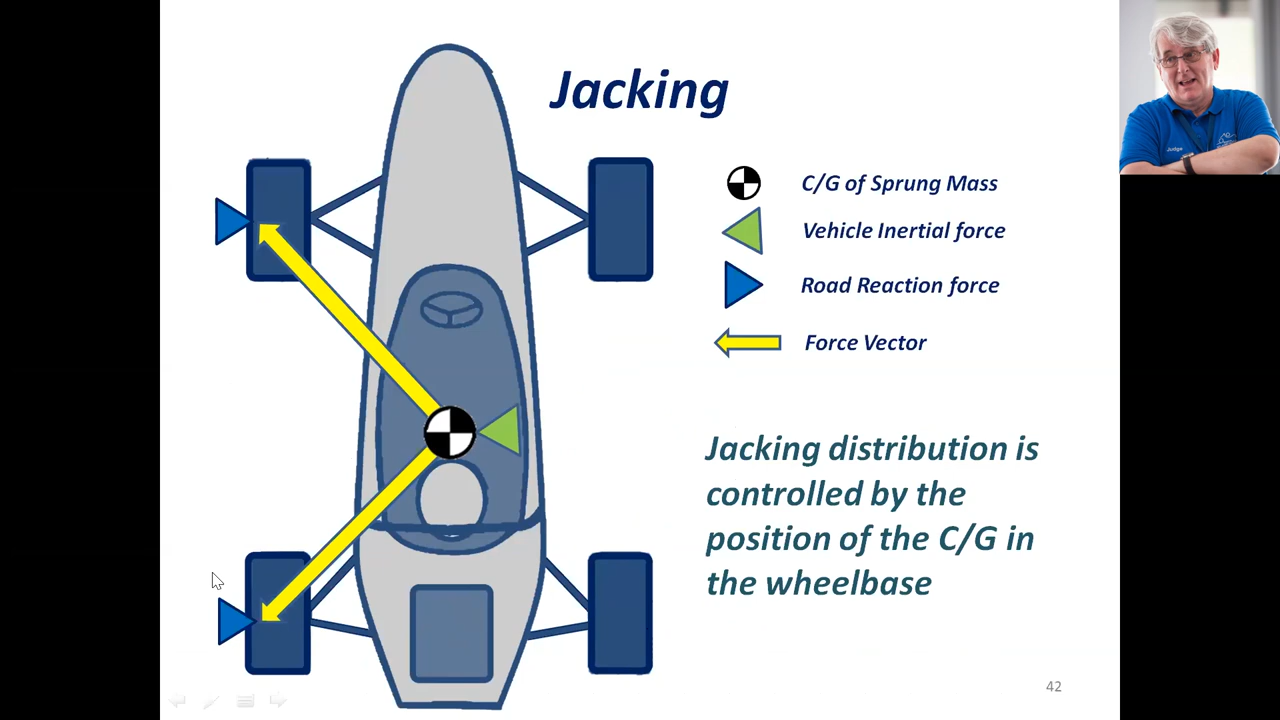 Jacking
C/G of Sprung Mass
Vehicle Inertial force
Road Reaction force
Force Vector
Jacking distribution is
controlled by the
position of the C/G in
the wheelbase
42
Judge